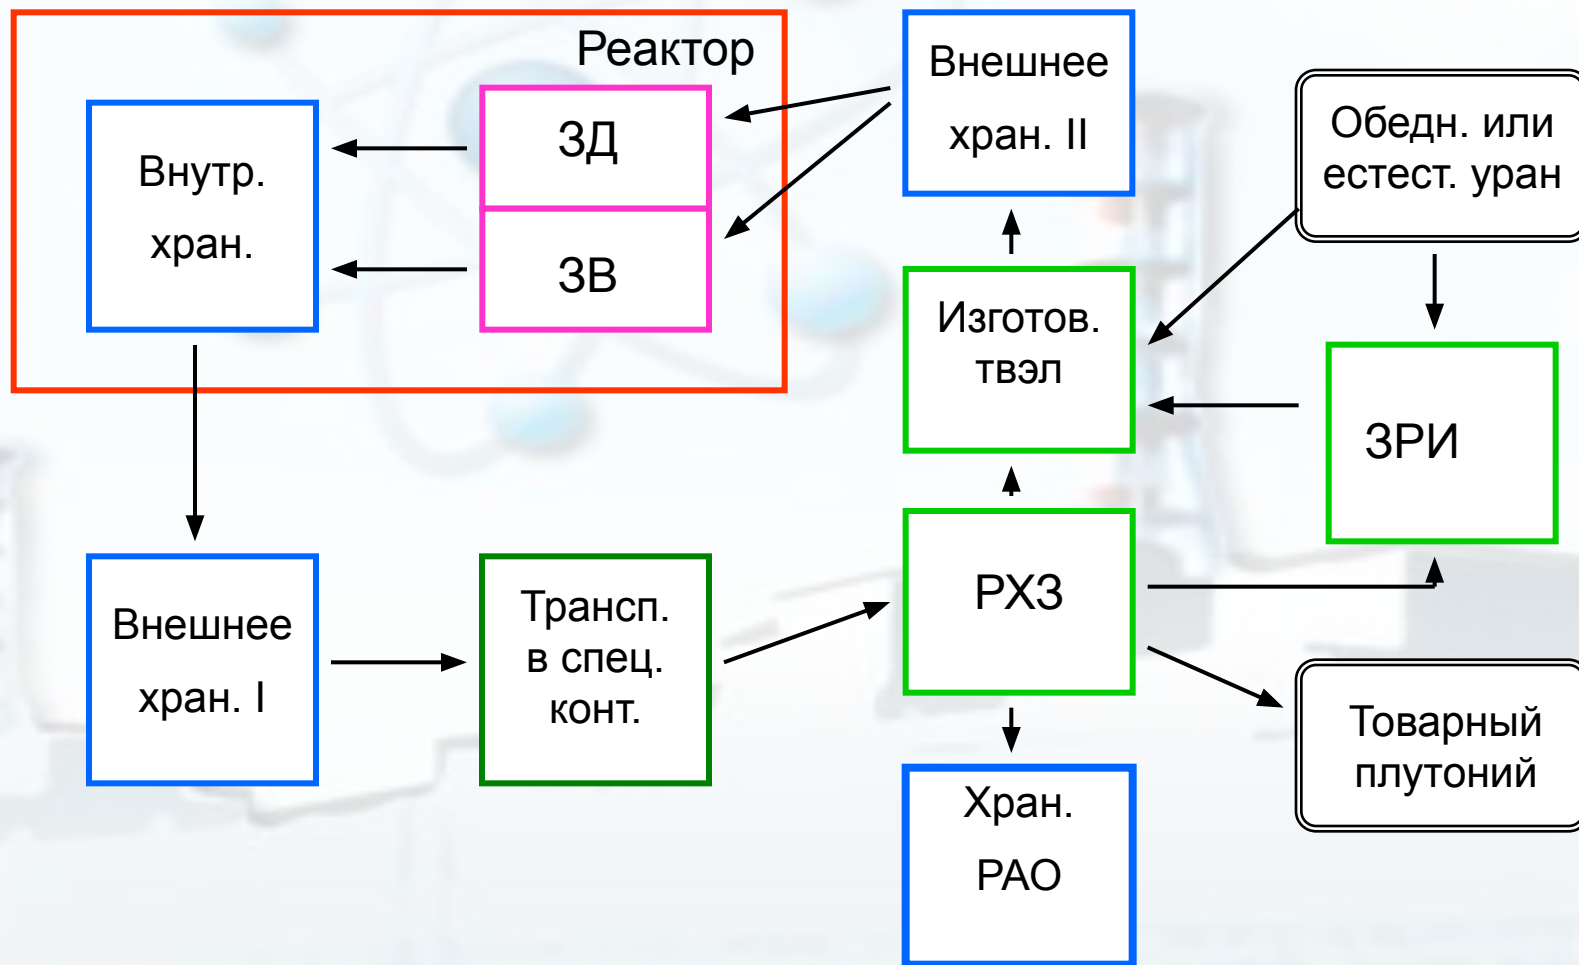 Реактор
ЗД
ЗВ
Внутр.
хран.
Внешнее
хран. II
Обедн. или
естест. уран
Изготов.
твэл
ЗРИ
Внешнее
хран. I
Трансп.
в спец.
конт.
РХЗ
Товарный
плутоний
Хран.
РАО